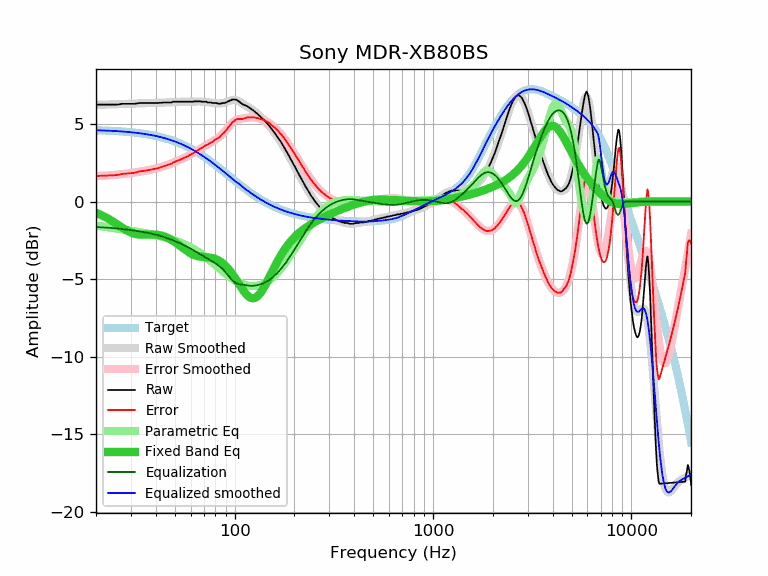 Sony MDR-XB80BS
Amplitude (dBr)
5
0
−5
−10
−15
−20
Target
Raw Smoothed
Error Smoothed
Raw
Error
Parametric Eq
Fixed Band Eq
Equalization
Equalized smoothed
100
1000
10000
Frequency (Hz)